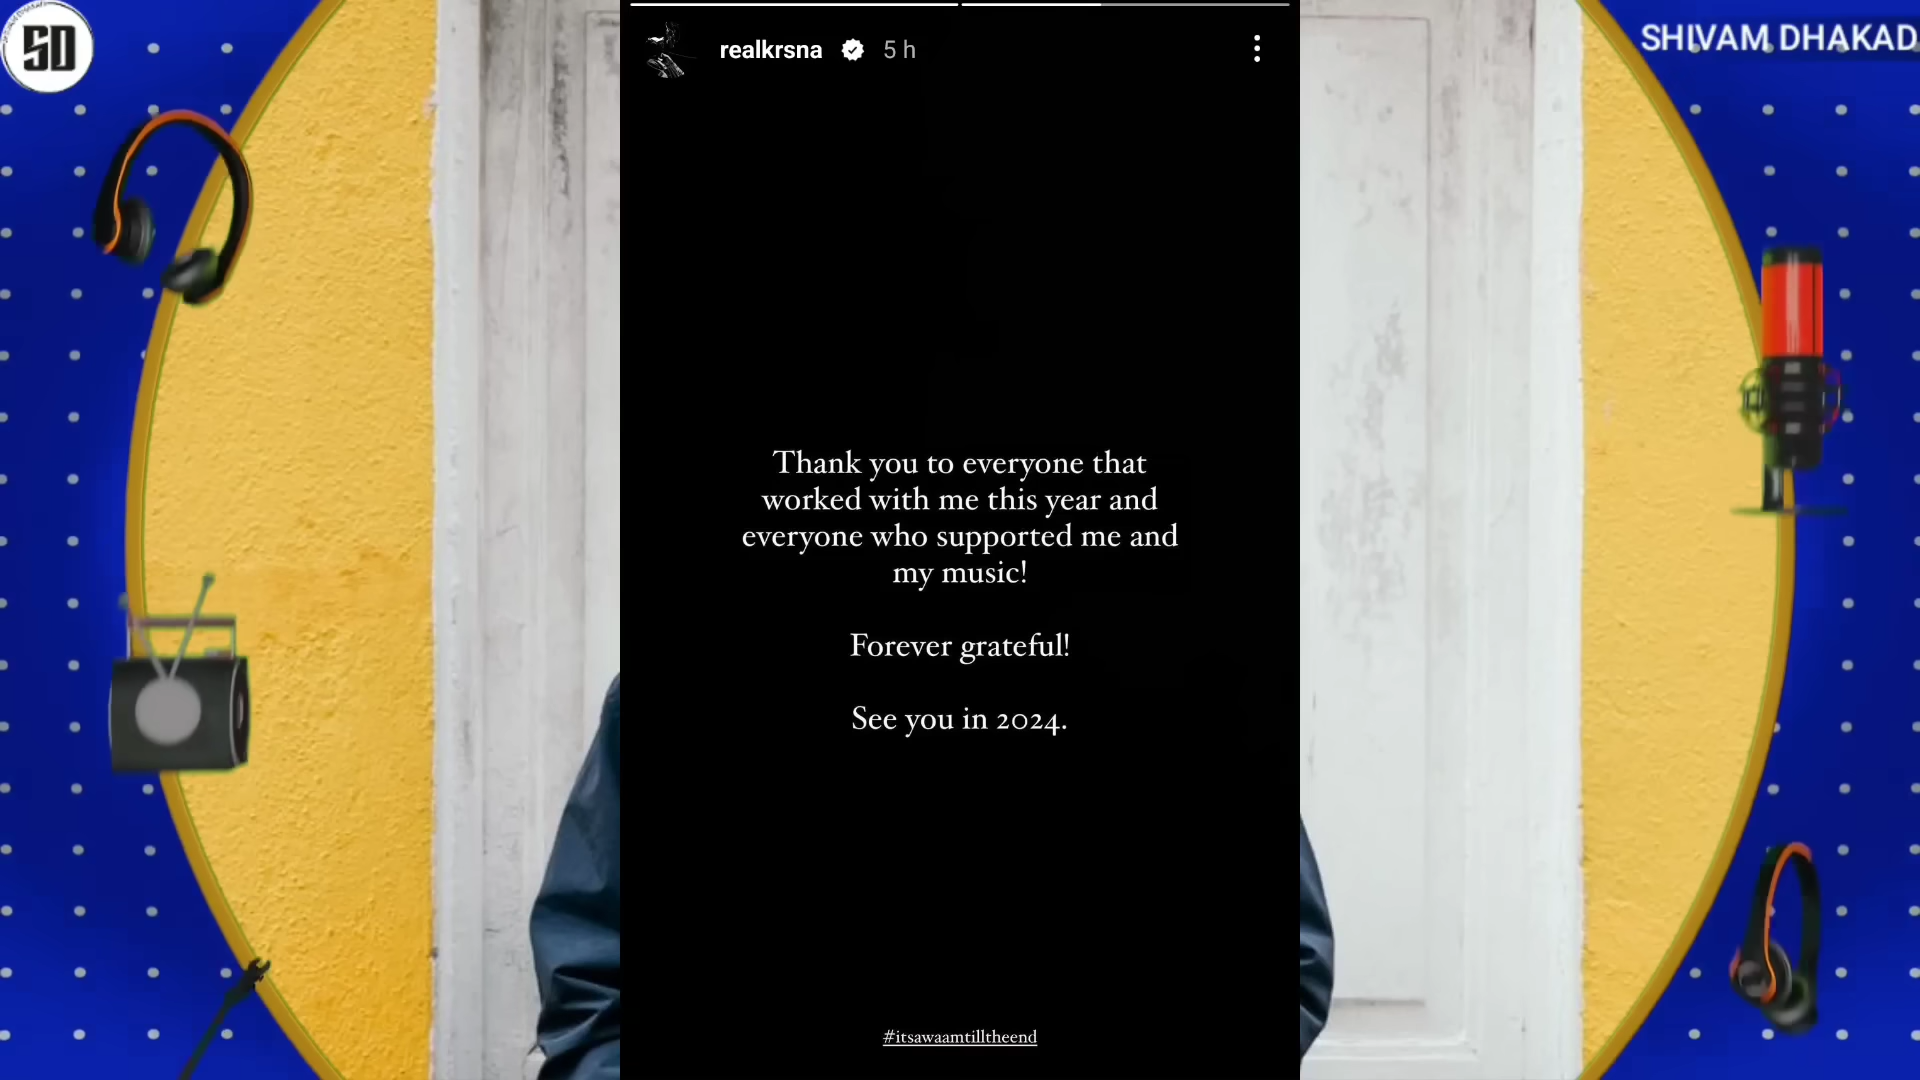 SD
SHIVAM DHAKAD
realkrsna 5 h
Thank you to everyone that
worked with me this year and
everyone who supported me and
my music!
Forever grateful!
See you in 2024.
#itsawaamtilltheend